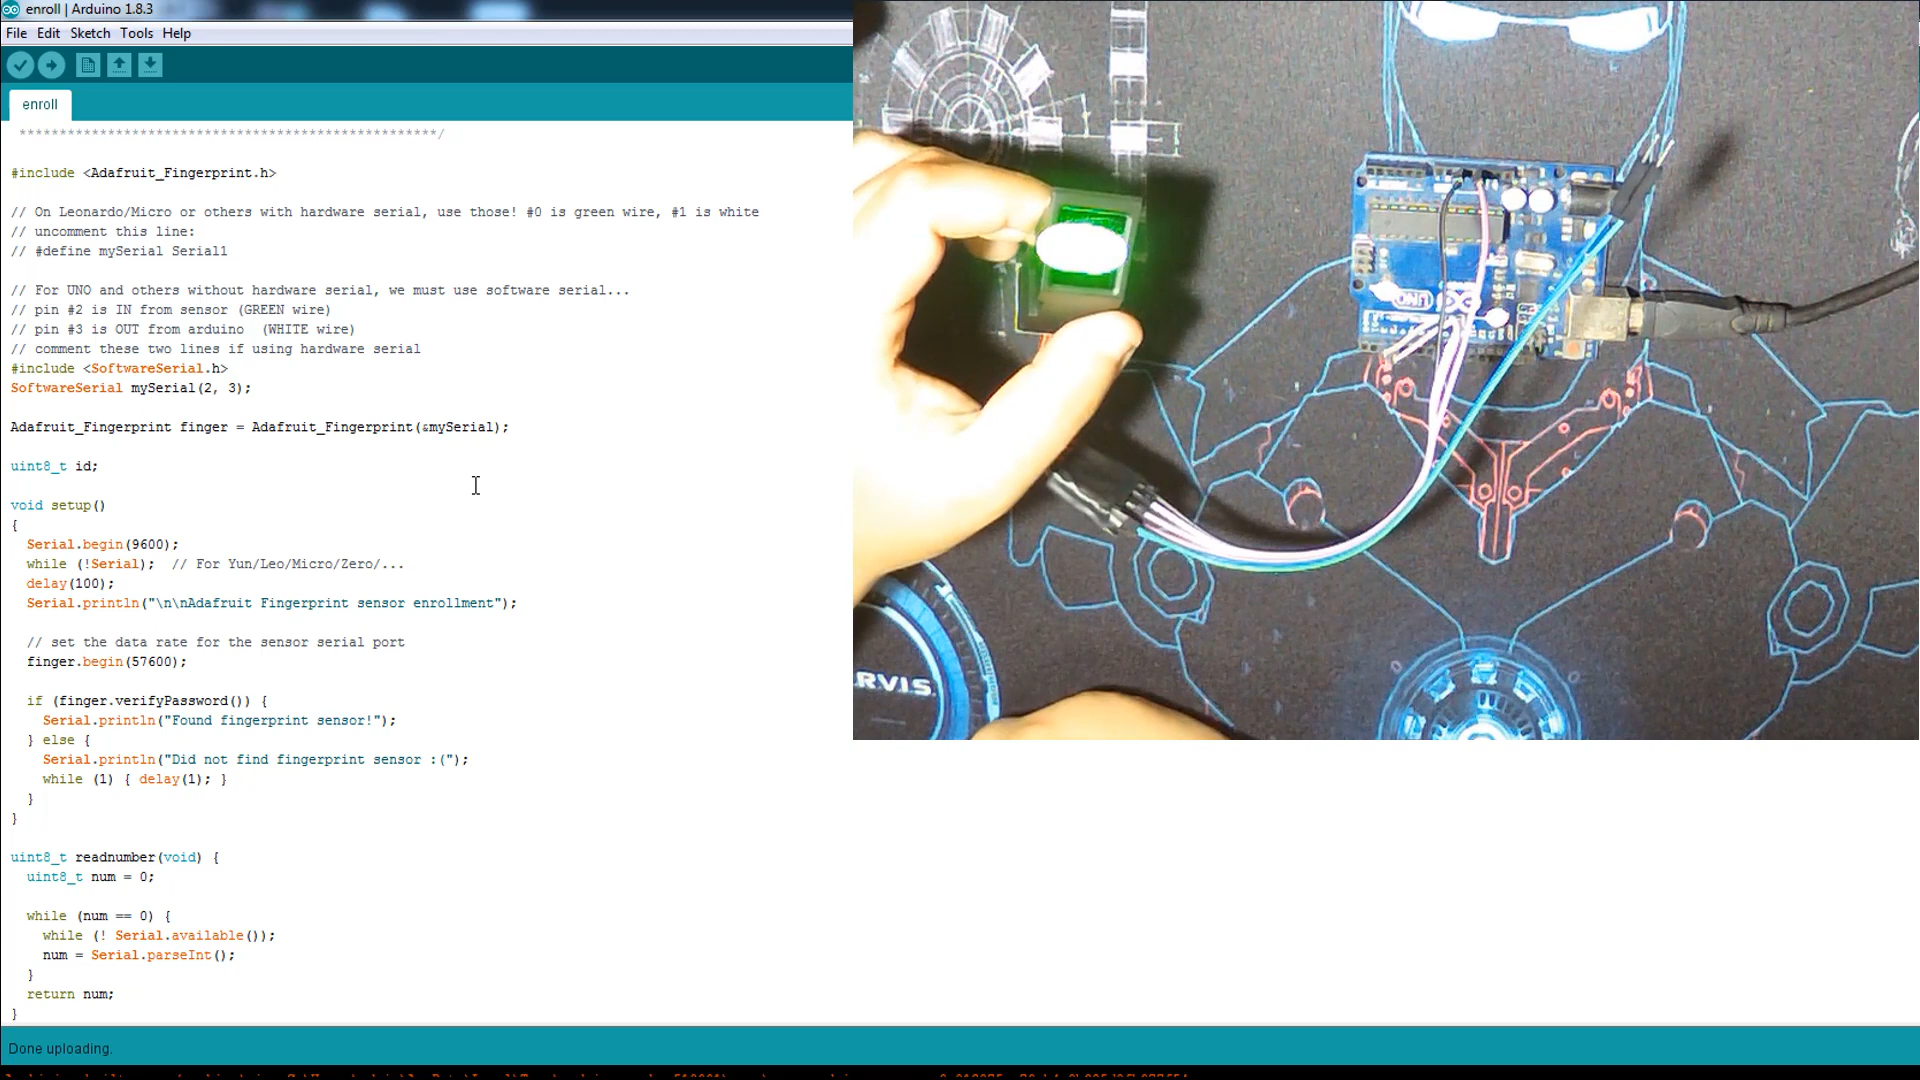 enroll | Arduino 1.8.3
File Edit Sketch Tools Help
enroll
****************************************************/
#include <Adafruit_Fingerprint.h>
// On Leonardo/Micro or others with hardware serial, use those! #0 is green wire, #1 is white
// uncomment this line:
// #define mySerial Serial1
// For UNO and others without hardware serial, we must use software serial...
// pin #2 is IN from sensor (GREEN wire)
// pin #3 is OUT from arduino  (WHITE wire)
// comment these two lines if using hardware serial
#include <SoftwareSerial.h>
SoftwareSerial mySerial(2, 3);
Adafruit_Fingerprint finger = Adafruit_Fingerprint(&mySerial);
uint8_t id;
void setup()
{
Serial.begin(9600);
while (!Serial);  // For Yun/Leo/Micro/Zero/...
delay(100);
Serial.println("\n\nAdafruit Fingerprint sensor enrollment");
// set the data rate for the sensor serial port
finger.begin(57600);
if (finger.verifyPassword()) {
Serial.println("Found fingerprint sensor!");
} else {
Serial.println("Did not find fingerprint sensor :(");
while (1) { delay(1); }
}
}
uint8_t readnumber(void) {
uint8_t num = 0;
while (num == 0) {
while (! Serial.available());
num = Serial.parseInt();
}
return num;
}
Done uploading.
UNO
RVIS